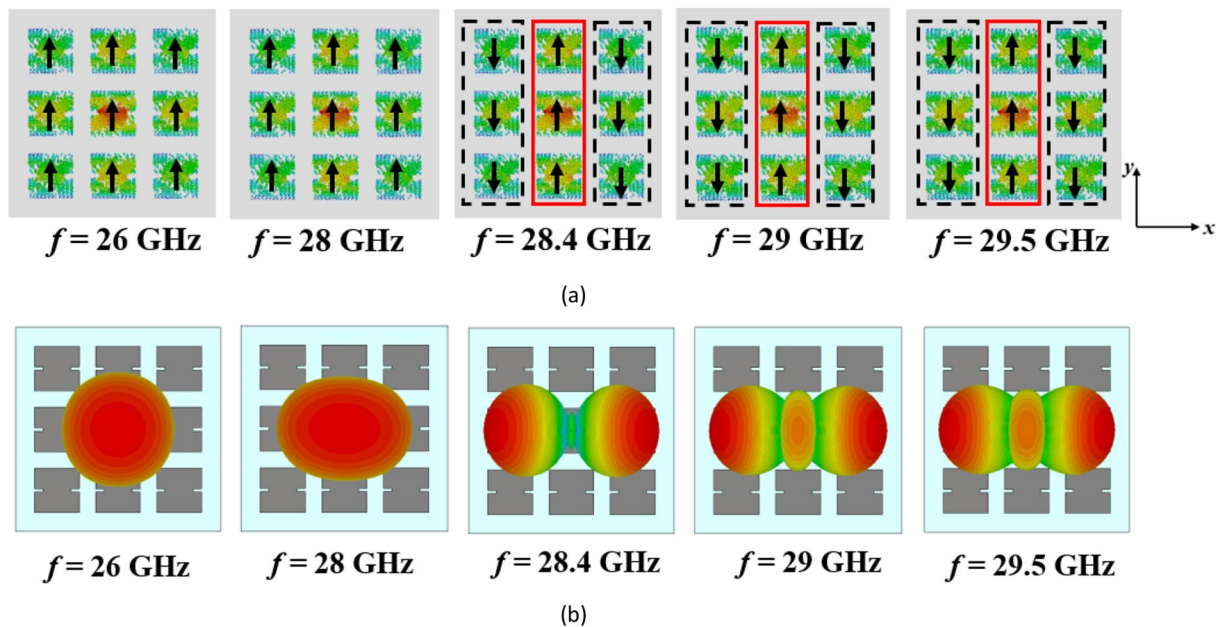 y
x
f = 26 GHz
f = 28 GHz
f = 28.4 GHz
f = 29 GHz
f = 29.5 GHz
(a)
f = 26 GHz
f = 28 GHz
f = 28.4 GHz
f = 29 GHz
f = 29.5 GHz
(b)